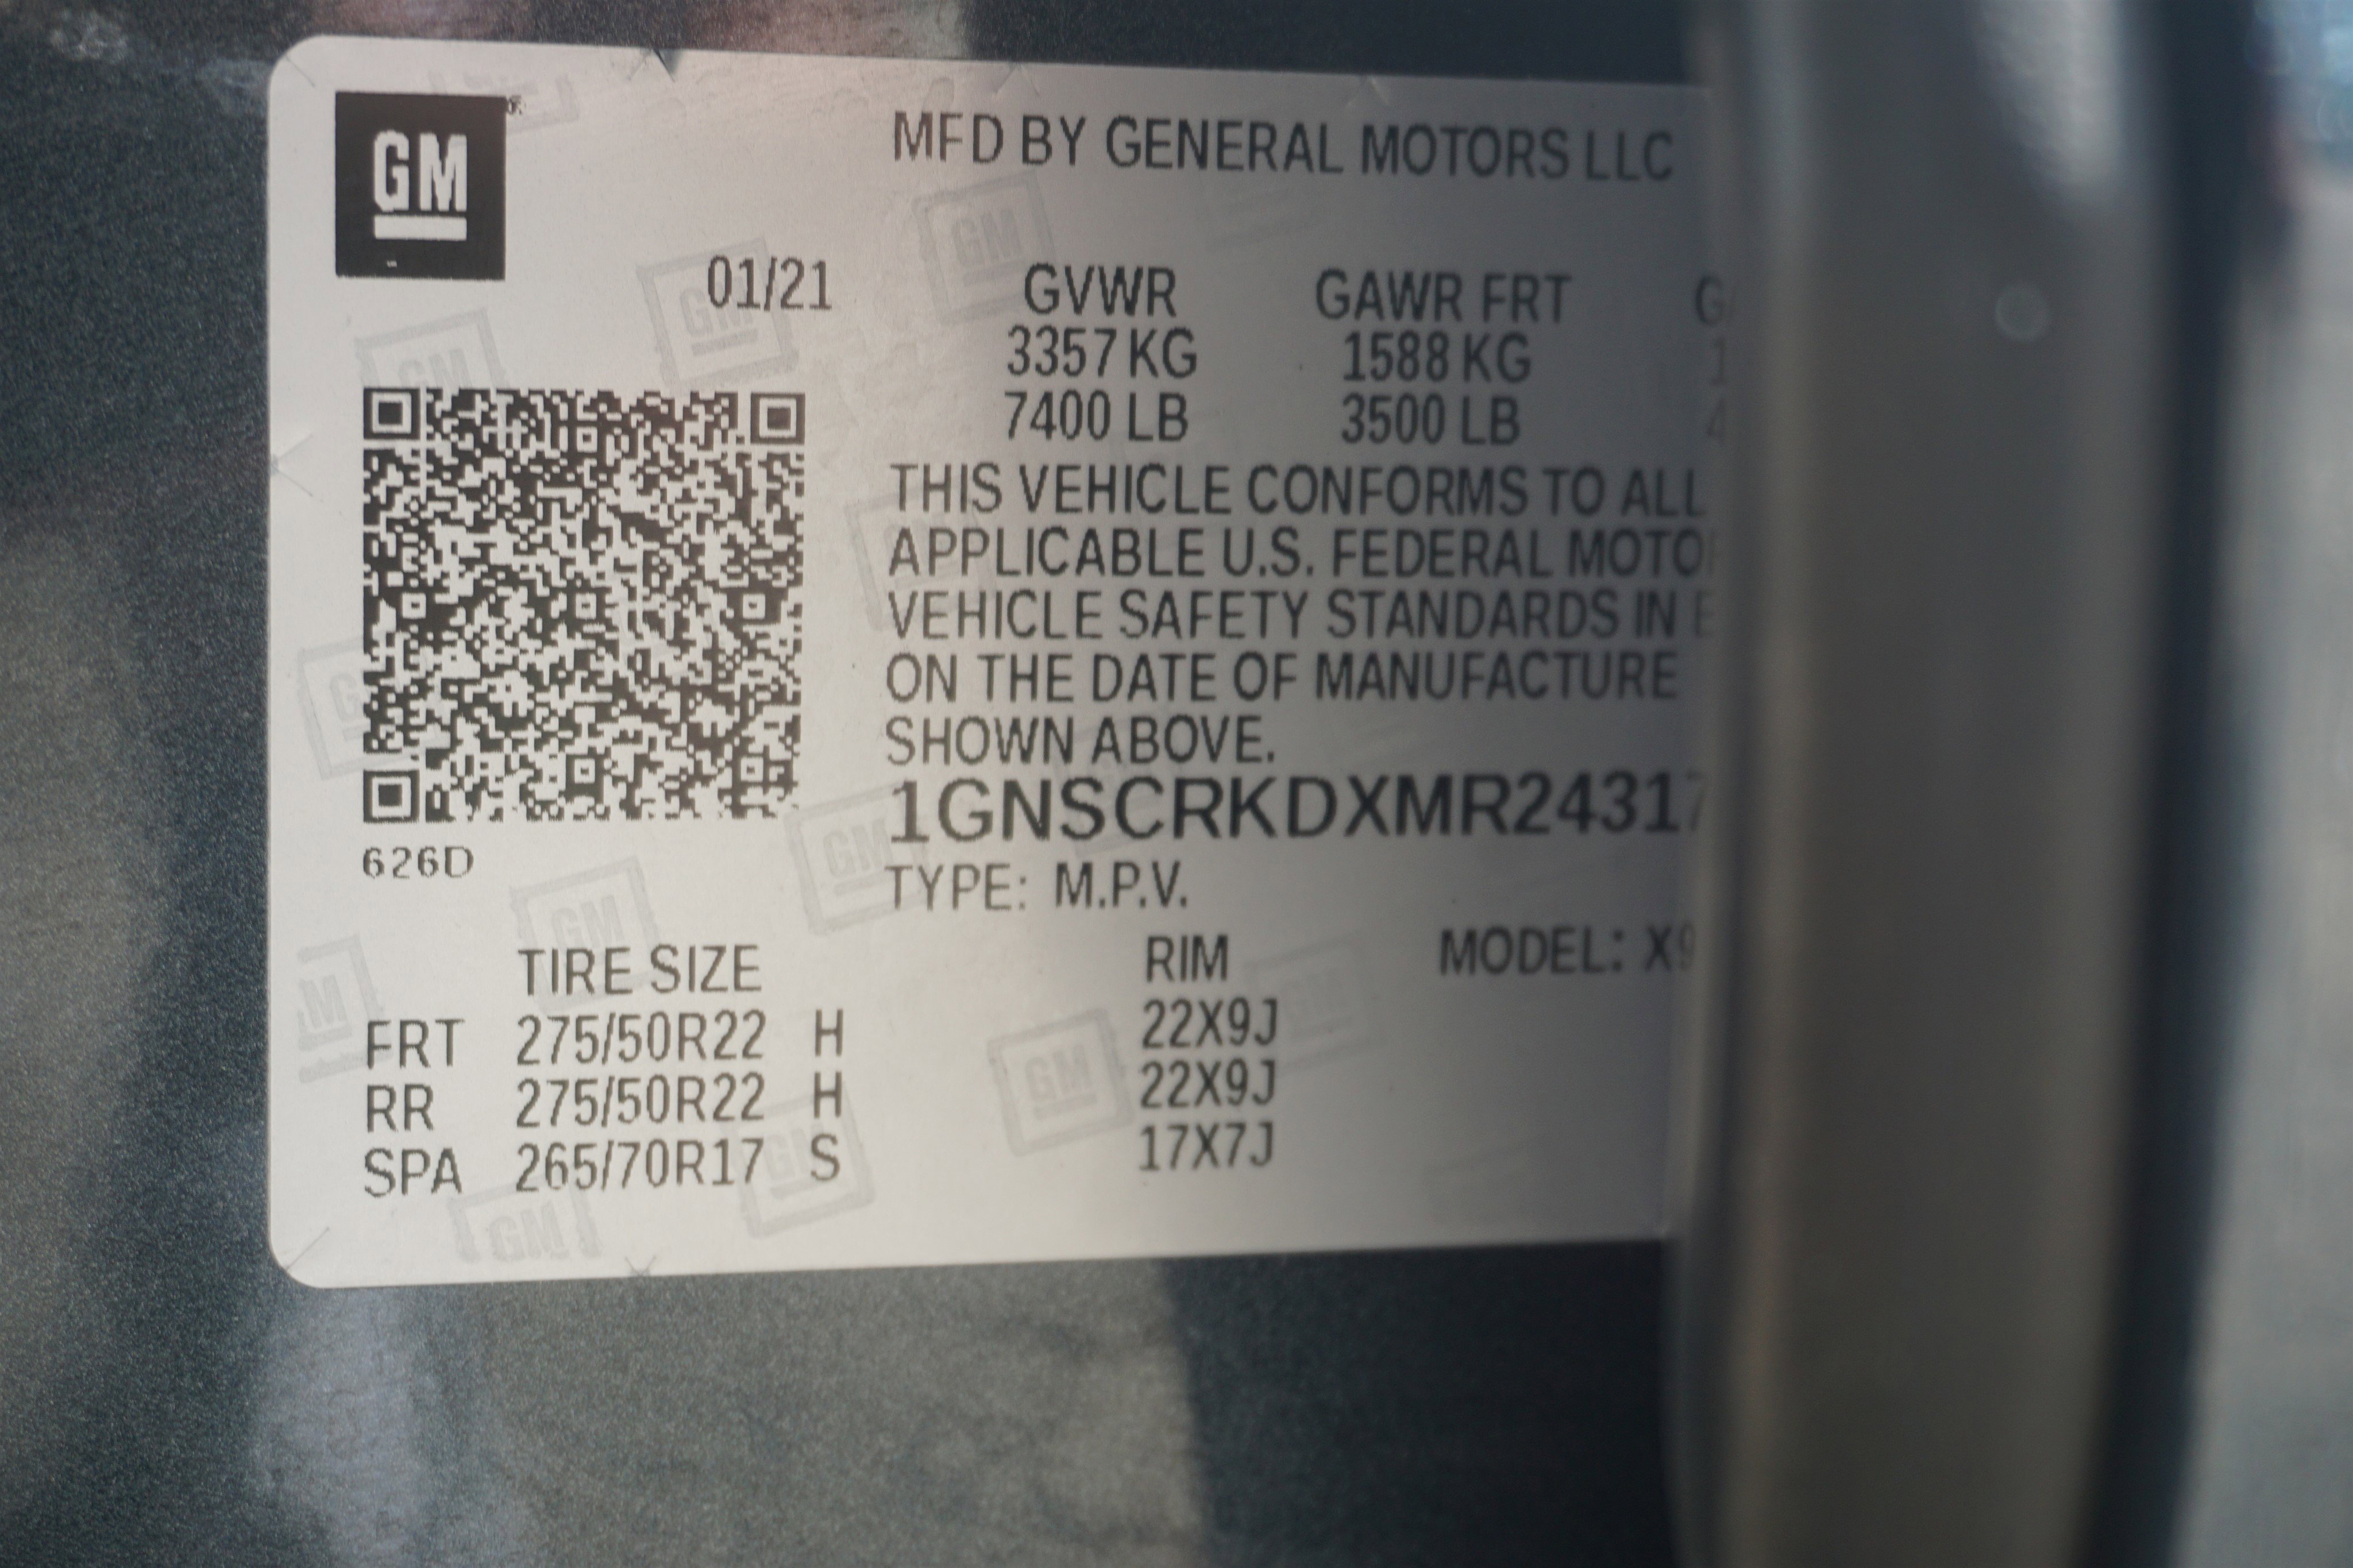 GM
MFD BY GENERAL MOTORS LLC
01/21 GVWR GAWR FRT
3357 KG 1588 KG
7400 LB 3500 LB
THIS VEHICLE CONFORMS TO ALL
APPLICABLE U.S. FEDERAL MOTO
VEHICLE SAFETY STANDARDS IN E
ON THE DATE OF MANUFACTURE
SHOWN ABOVE.
1GNSCRKDXMR24317
626D
TYPE: M.P.V.
TIRE SIZE RIM MODEL: X9
FRT 275/50R22 H 22X9J
RR 275/50R22 H 22X9J
SPA 265/70R17 S 17X7J